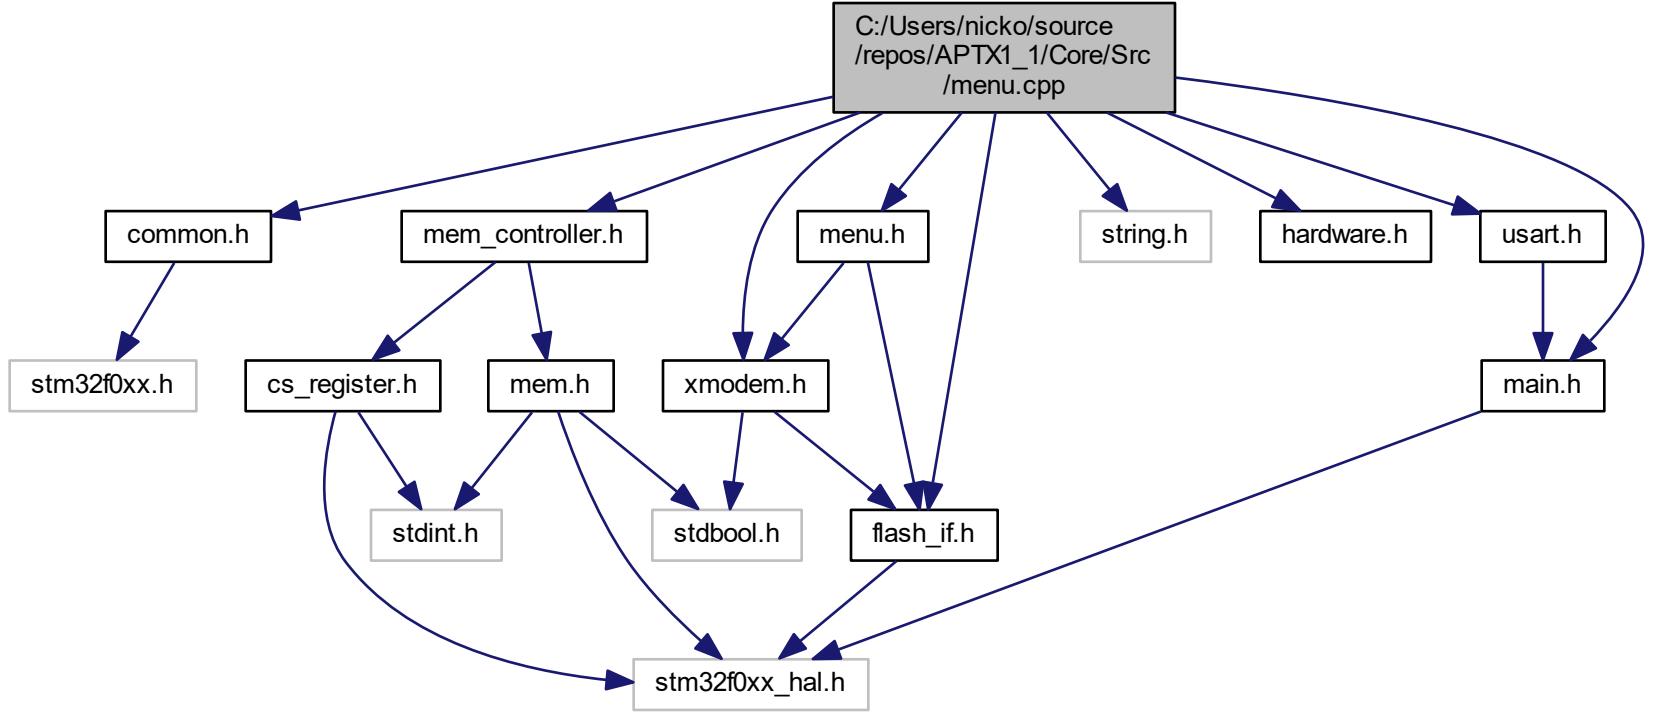 C:/Users/nicko/source
/repos/APTX1_1/Core/Src
/menu.cpp
common.h
mem_controller.h
menu.h
string.h
hardware.h
usart.h
stm32f0xx.h
cs_register.h
mem.h
xmodem.h
main.h
stdint.h
stdbool.h
flash_if.h
stm32f0xx_hal.h